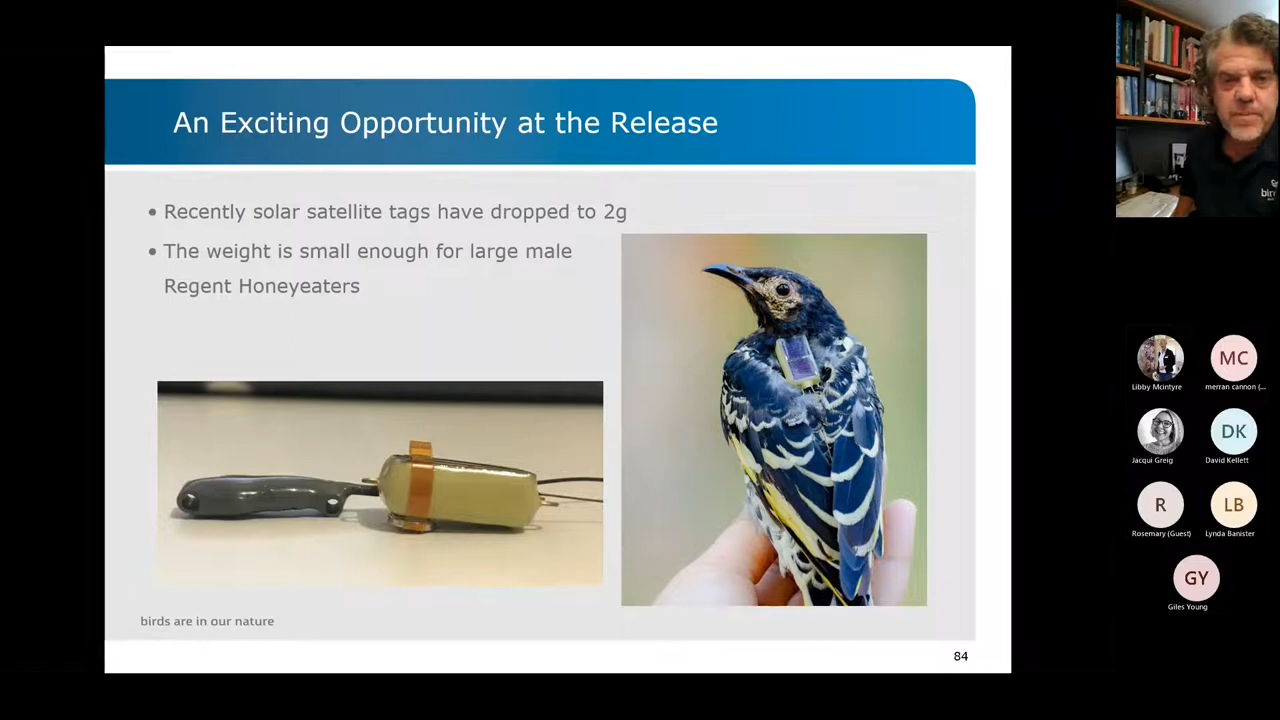 An Exciting Opportunity at the Release
• Recently solar satellite tags have dropped to 2g
• The weight is small enough for large male
Regent Honeyeaters
birds are in our nature
84
MC
Libby Mcintyre
merran cannon (...
DK
Jacqui Greig
David Kellett
R
LB
Rosemary (Guest)
Lynda Banister
GY
Giles Young